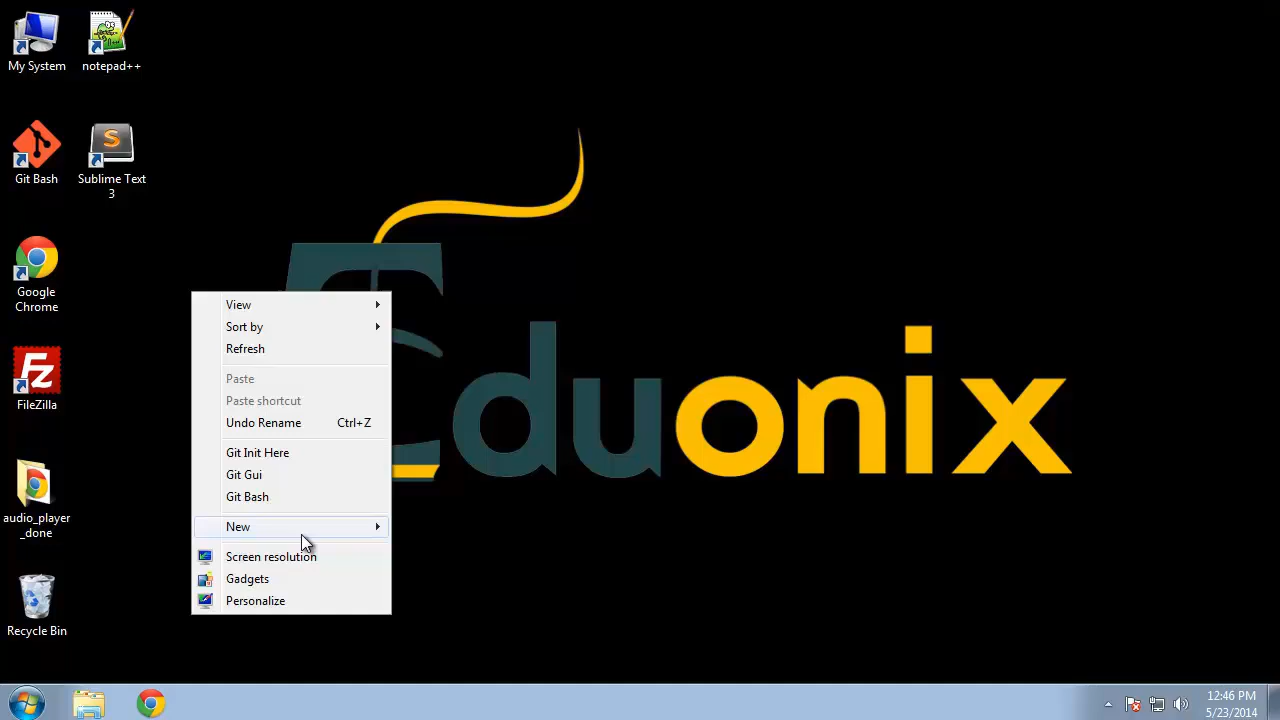 My System
notepad++
Git Bash
Sublime Text
3
Google
Chrome
FileZilla
audio_player
_done
Recycle Bin
View
Sort by
Refresh
Paste
Paste shortcut
Undo Rename Ctrl+Z
Git Init Here
Git Gui
Git Bash
New
Screen resolution
Gadgets
Personalize
Eduonix
12:46 PM
5/23/2014